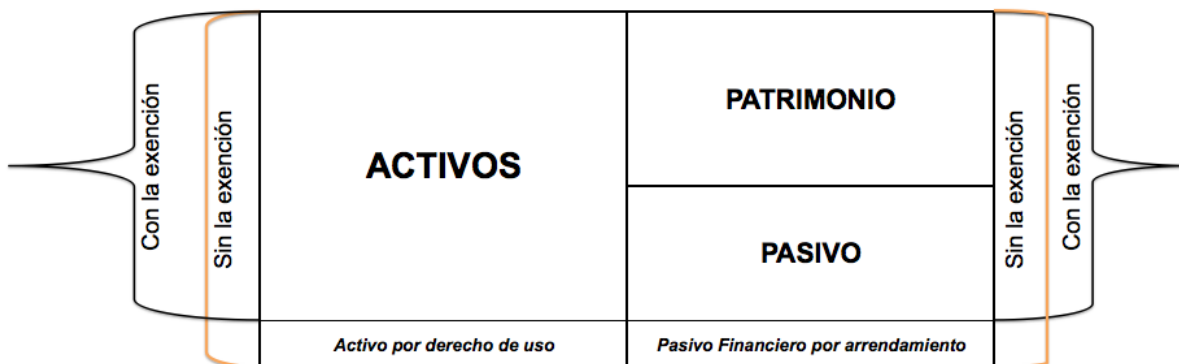 Con la exención
Sin la exención
ACTIVOS
PATRIMONIO
PASIVO
Sin la exención
Con la exención
Activo por derecho de uso
Pasivo Financiero por arrendamiento